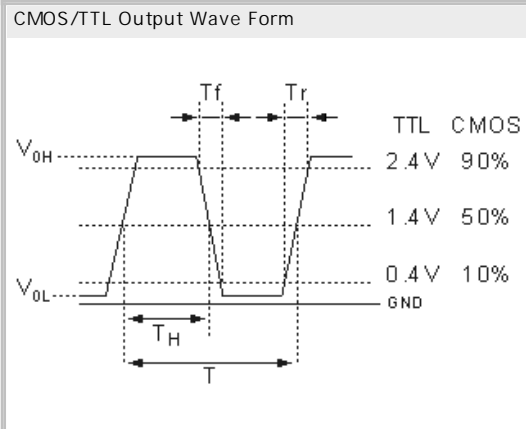 CMOS/TTL Output Wave Form
Tf Tr
TTL CMOS
V0H 2.4V 90%
1.4V 50%
0.4V 10%
V0L GND
TH
T